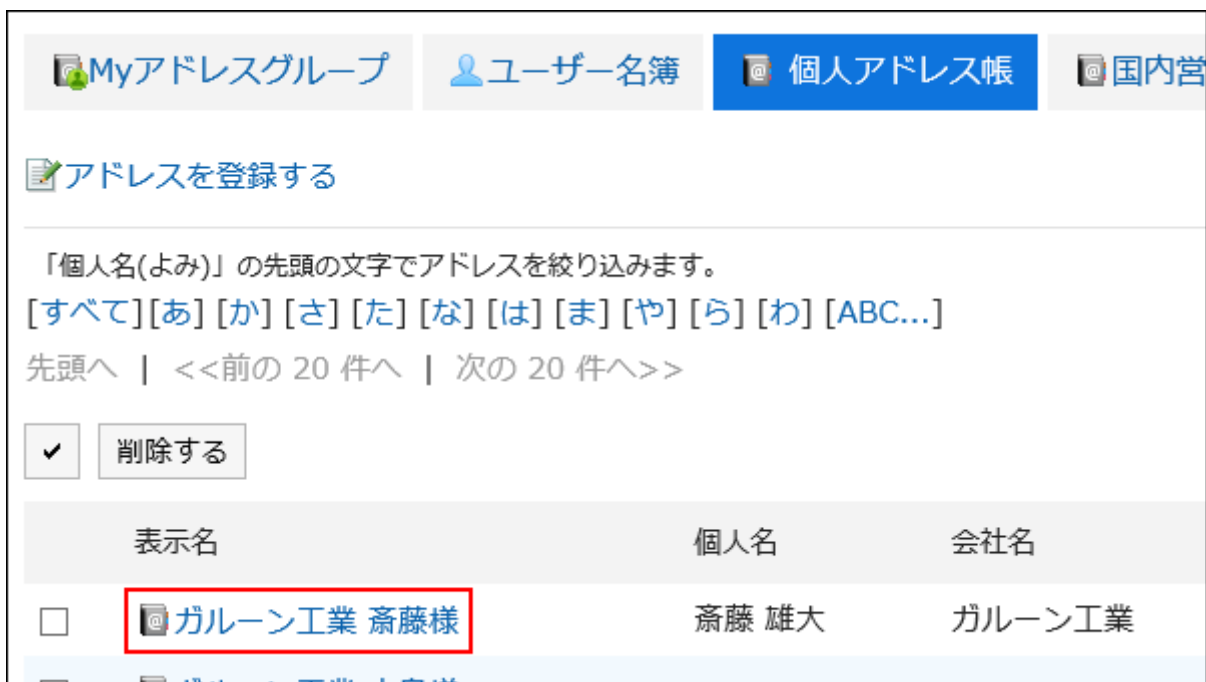 Myアドレスグループ ユーザー名簿 個人アドレス帳 国内営
アドレスを登録する
「個人名(よみ)」の先頭の文字でアドレスを絞り込みます。
[すべて][あ] [か] [さ] [た] [な] [は] [ま] [や] [ら] [わ] [ABC...]
先頭へ | <<前の 20 件へ | 次の 20 件へ>>
削除する
表示名 個人名 会社名
ガルーン工業 斎藤様 斎藤 雄大 ガルーン工業